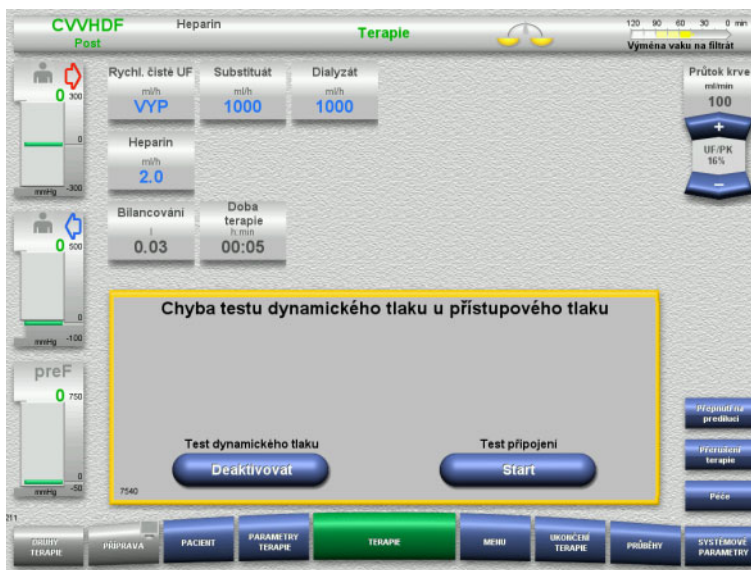 CVVHDF
Heparin
Post
Terapie
120 90 60 30 0 min
Výměna vaku na filtrát
0
300
0
-300
mmHg
Rychl. čisté UF
ml/h
VYP
Substituát
ml/h
1000
Dialyzát
ml/h
1000
Průtok krve
ml/min
100
+
UF/PK
16%
−
Heparin
ml/h
2.0
Bilancování
l
0.03
Doba
terapie
h:min
00:05
0
500
0
-100
mmHg
preF
0
750
0
-50
mmHg
Chyba testu dynamického tlaku u přístupového tlaku
Test dynamického tlaku
Deaktivovat
Test připojení
Start
7540
Přepnutí na
prediluci
Přerušení
terapie
Péče
211
DRUHY
TERAPIE
PŘÍPRAVA
PACIENT
PARAMETRY
TERAPIE
TERAPIE
MENU
UKONČENÍ
TERAPIE
PRŮBĚHY
SYSTÉMOVÉ
PARAMETRY